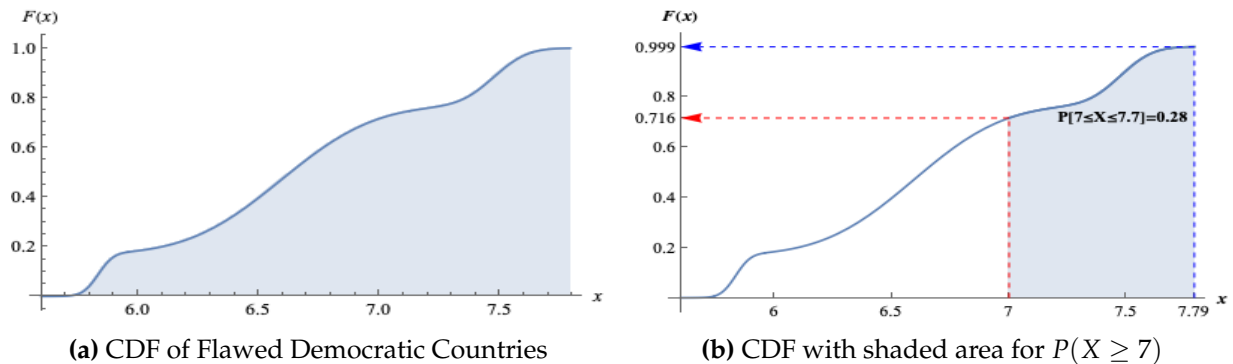 F(x)
1.0
0.8
0.6
0.4
0.2
6.0 6.5 7.0 7.5
x
(a) CDF of Flawed Democratic Countries
F(x)
0.999
0.8
0.716
P[7≤X≤7.7]=0.28
0.6
0.4
0.2
6 6.5 7 7.5 7.79
x
(b) CDF with shaded area for P(X ≥ 7)